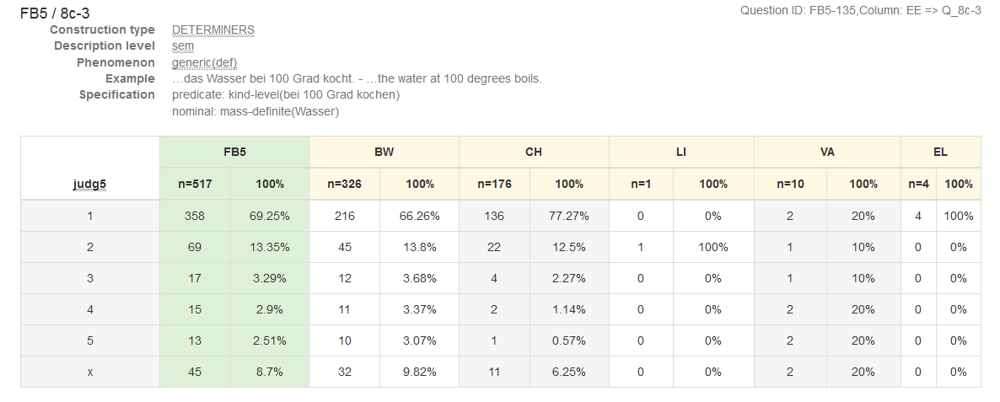 FB5 / 8c-3
Question ID: FB5-135,Column: EE => Q_8c-3
Construction type DETERMINERS
Description level sem
Phenomenon generic(def)
Example …das Wasser bei 100 Grad kocht. - …the water at 100 degrees boils.
Specification predicate: kind-level(bei 100 Grad kochen)
nominal: mass-definite(Wasser)
FB5 BW CH LI VA EL
judg5 n=517 100% n=326 100% n=176 100% n=1 100% n=10 100% n=4 100%
1 358 69.25% 216 66.26% 136 77.27% 0 0% 2 20% 4 100%
2 69 13.35% 45 13.8% 22 12.5% 1 100% 1 10% 0 0%
3 17 3.29% 12 3.68% 4 2.27% 0 0% 1 10% 0 0%
4 15 2.9% 11 3.37% 2 1.14% 0 0% 2 20% 0 0%
5 13 2.51% 10 3.07% 1 0.57% 0 0% 2 20% 0 0%
x 45 8.7% 32 9.82% 11 6.25% 0 0% 2 20% 0 0%